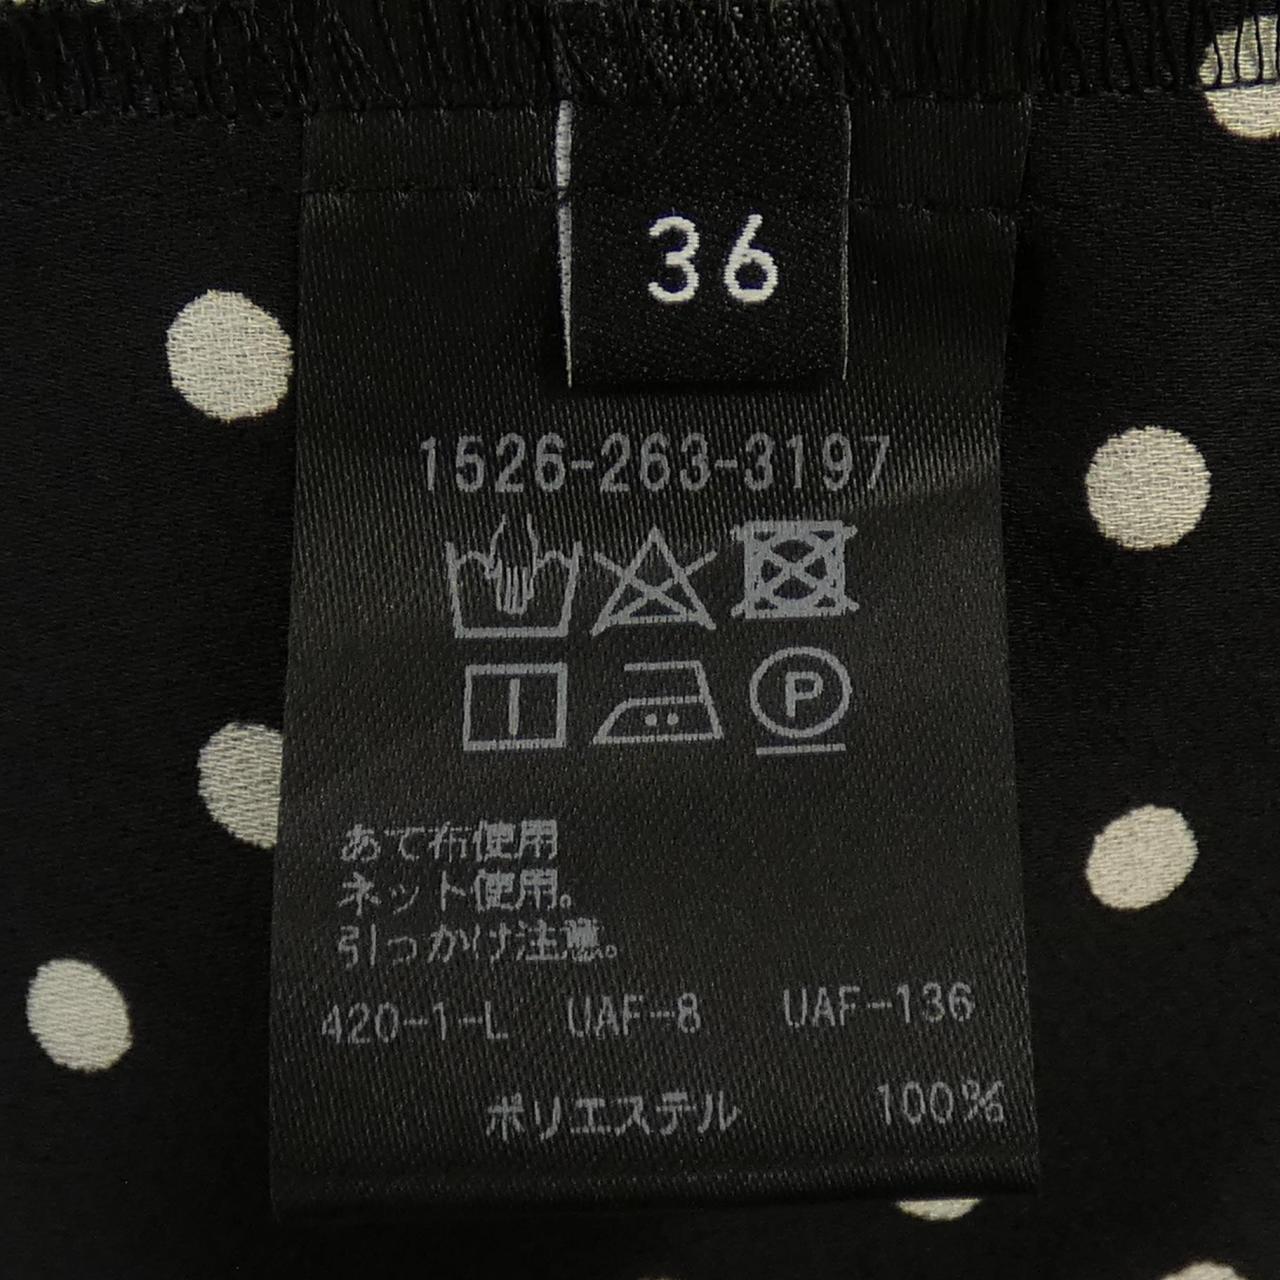 36
1526-263-3197
P
あて布使用
ネット使用。
引っかけ注意。
420-1-L UAF-8 UAF-136
ポリエステル 100%